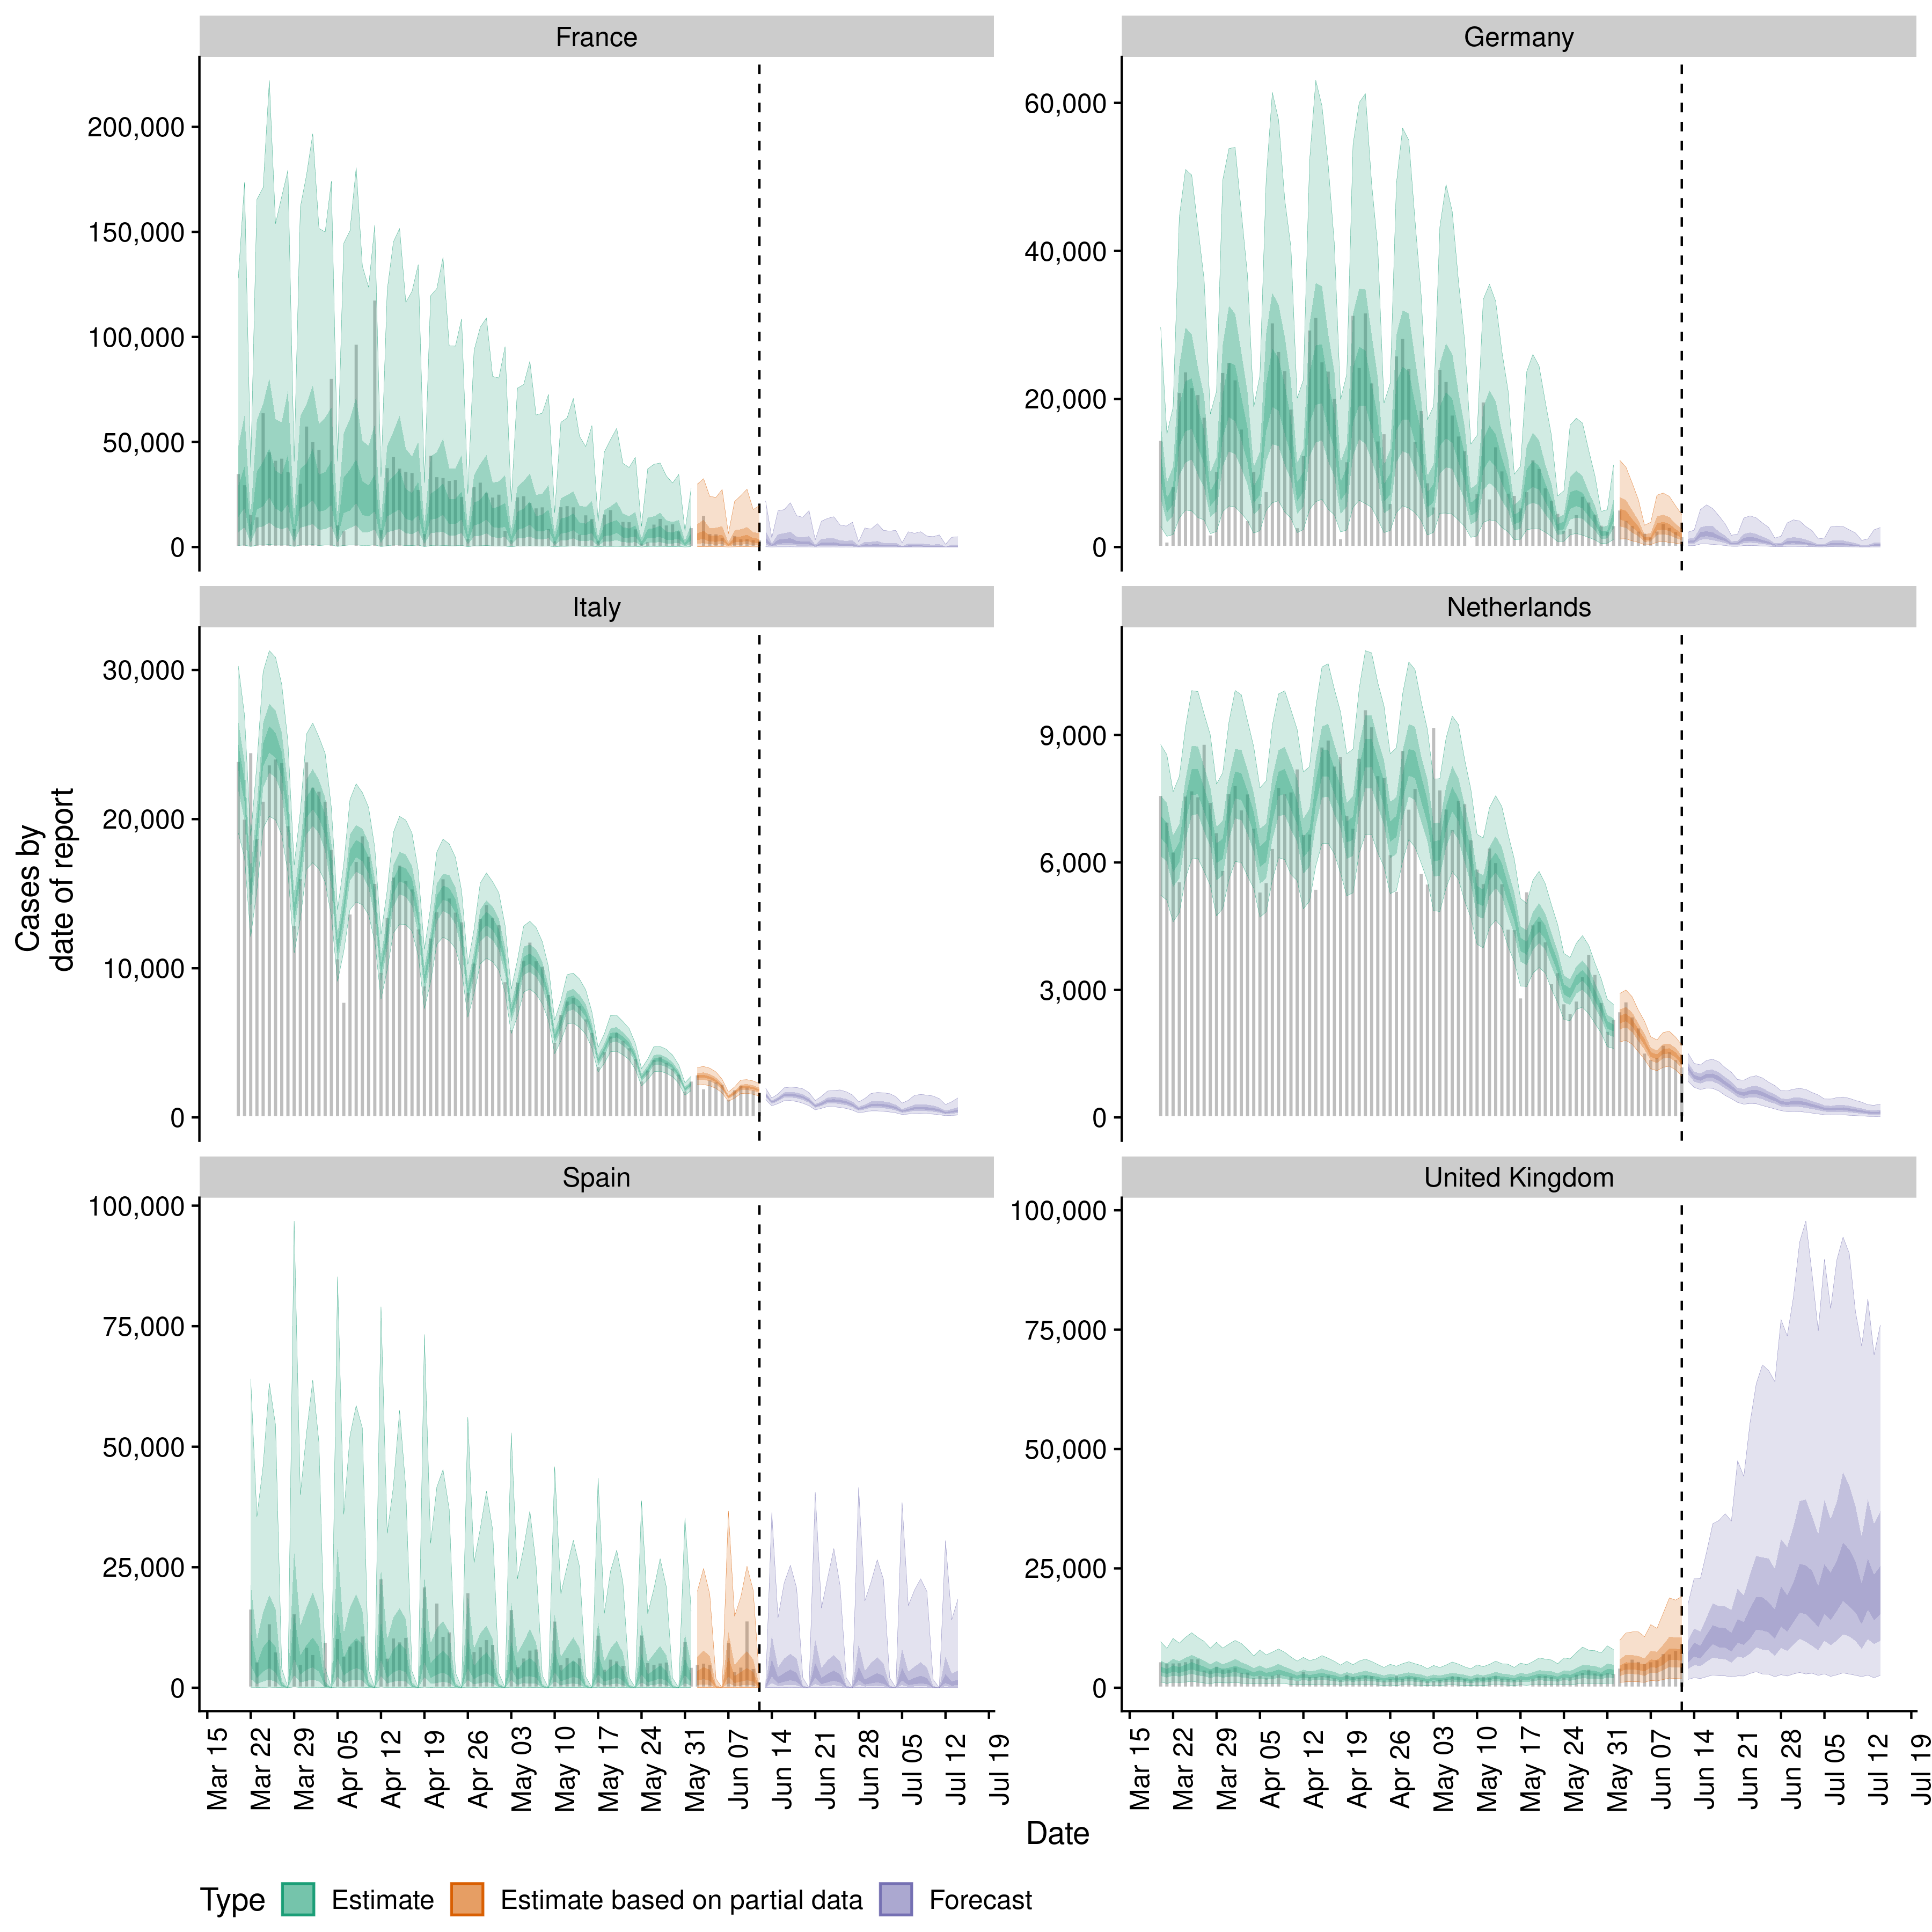 France
Germany
200,000
150,000
100,000
50,000
0
60,000
40,000
20,000
0
Italy
Netherlands
30,000
20,000
10,000
0
9,000
6,000
3,000
0
Cases by
date of report
Spain
United Kingdom
100,000
75,000
50,000
25,000
0
100,000
75,000
50,000
25,000
0
Mar 15
Mar 22
Mar 29
Apr 05
Apr 12
Apr 19
Apr 26
May 03
May 10
May 17
May 24
May 31
Jun 07
Jun 14
Jun 21
Jun 28
Jul 05
Jul 12
Jul 19
Mar 15
Mar 22
Mar 29
Apr 05
Apr 12
Apr 19
Apr 26
May 03
May 10
May 17
May 24
May 31
Jun 07
Jun 14
Jun 21
Jun 28
Jul 05
Jul 12
Jul 19
Date
Type Estimate Estimate based on partial data Forecast